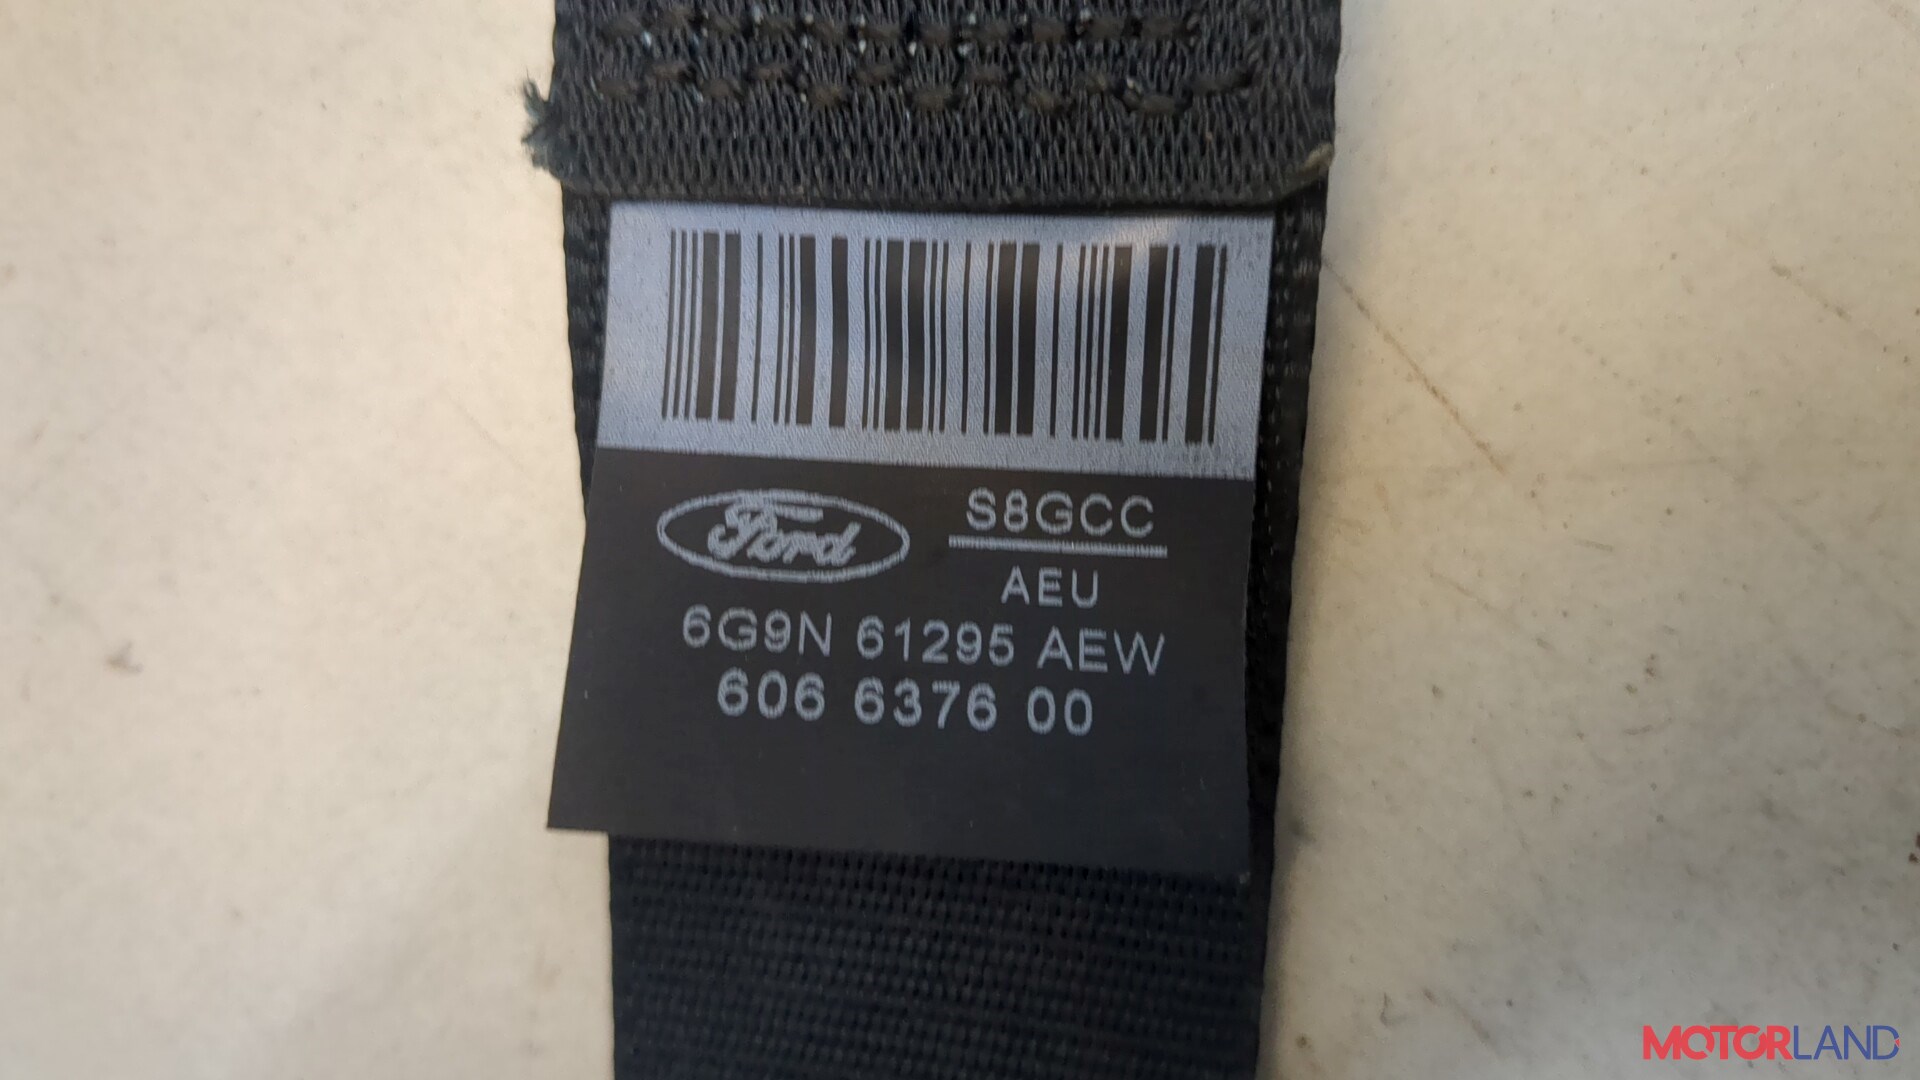 Ford
S8GCC
AEU
6G9N 61295 AEW
606 6376 00
MOTORLAND